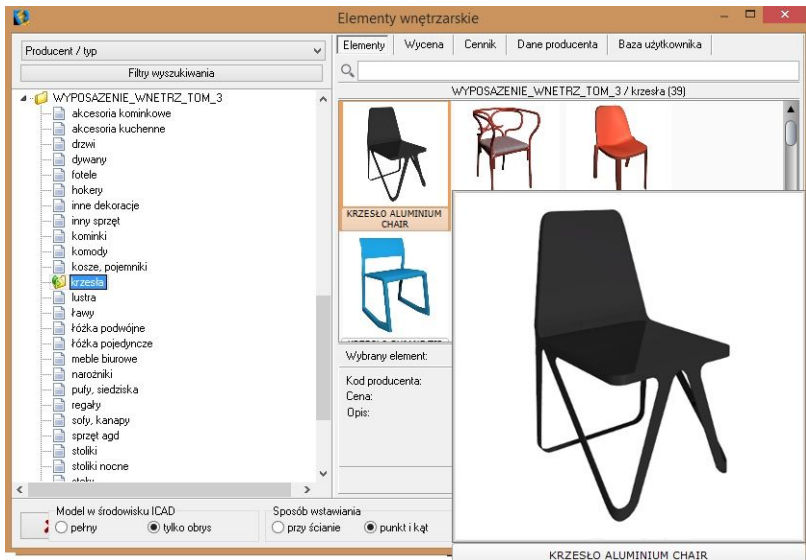 Elementy wnętrzarskie
Producent / typ
Filtry wyszukiwania
WYPOSAZENIE_WNETRZ_TOM_3
akcesoria kominkowe
akcesoria kuchenne
drzwi
dywany
fotele
hokery
inne dekoracje
inny sprzęt
kominki
komody
kosze, pojemniki
krzesła
lustra
ławy
łóżka podwójne
łóżka pojedyncze
meble biurowe
narożniki
pufy, siedziska
regały
sofy, kanapy
sprzęt agd
stoliki
stoliki nocne
Elementy Wycena Cennik Dane producenta Baza użytkownika
WYPOSAZENIE_WNETRZ_TOM_3 / krzesła (39)
KRZESŁO ALUMINIUM
CHAIR
Wybrany element:
Kod producenta:
Cena:
Opis:
Model w środowisku ICAD
pełny tylko obrys
Sposób wstawiania
przy ścianie punkt i kąt
KRZESŁO ALUMINIUM CHAIR